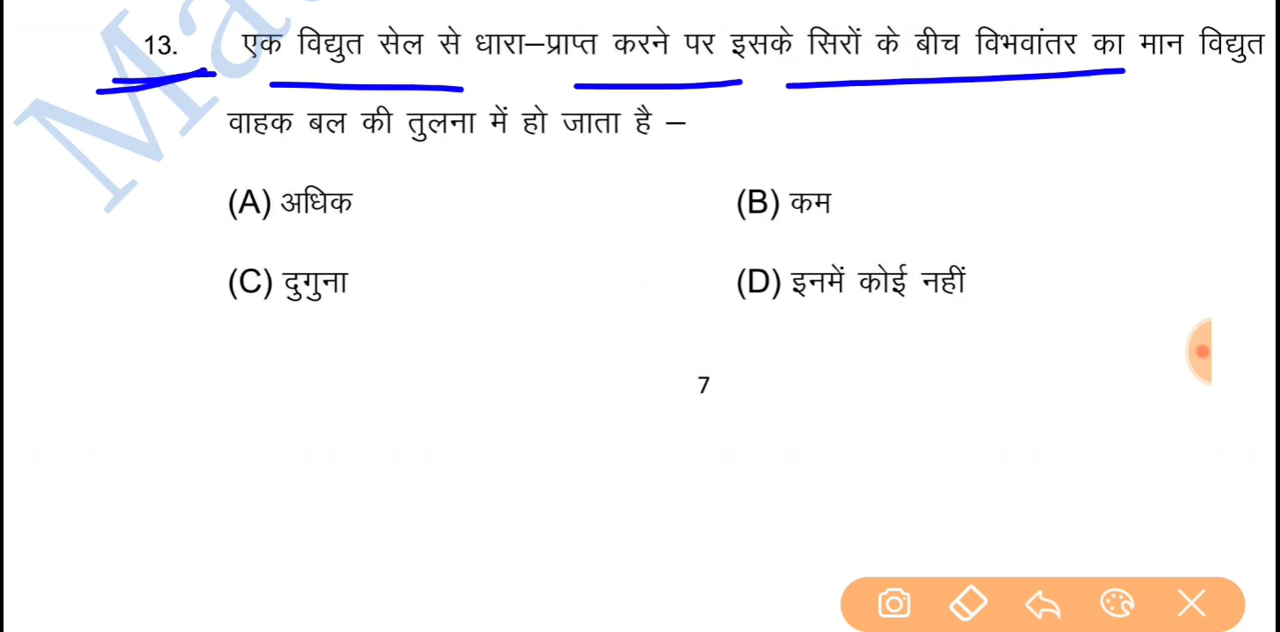 13. एक विद्युत सेल से धारा–प्राप्त करने पर इसके सिरों के बीच विभवांतर का मान विद्युत
वाहक बल की तुलना में हो जाता है –
(A) अधिक (B) कम
(C) दुगुना (D) इनमें कोई नहीं
7